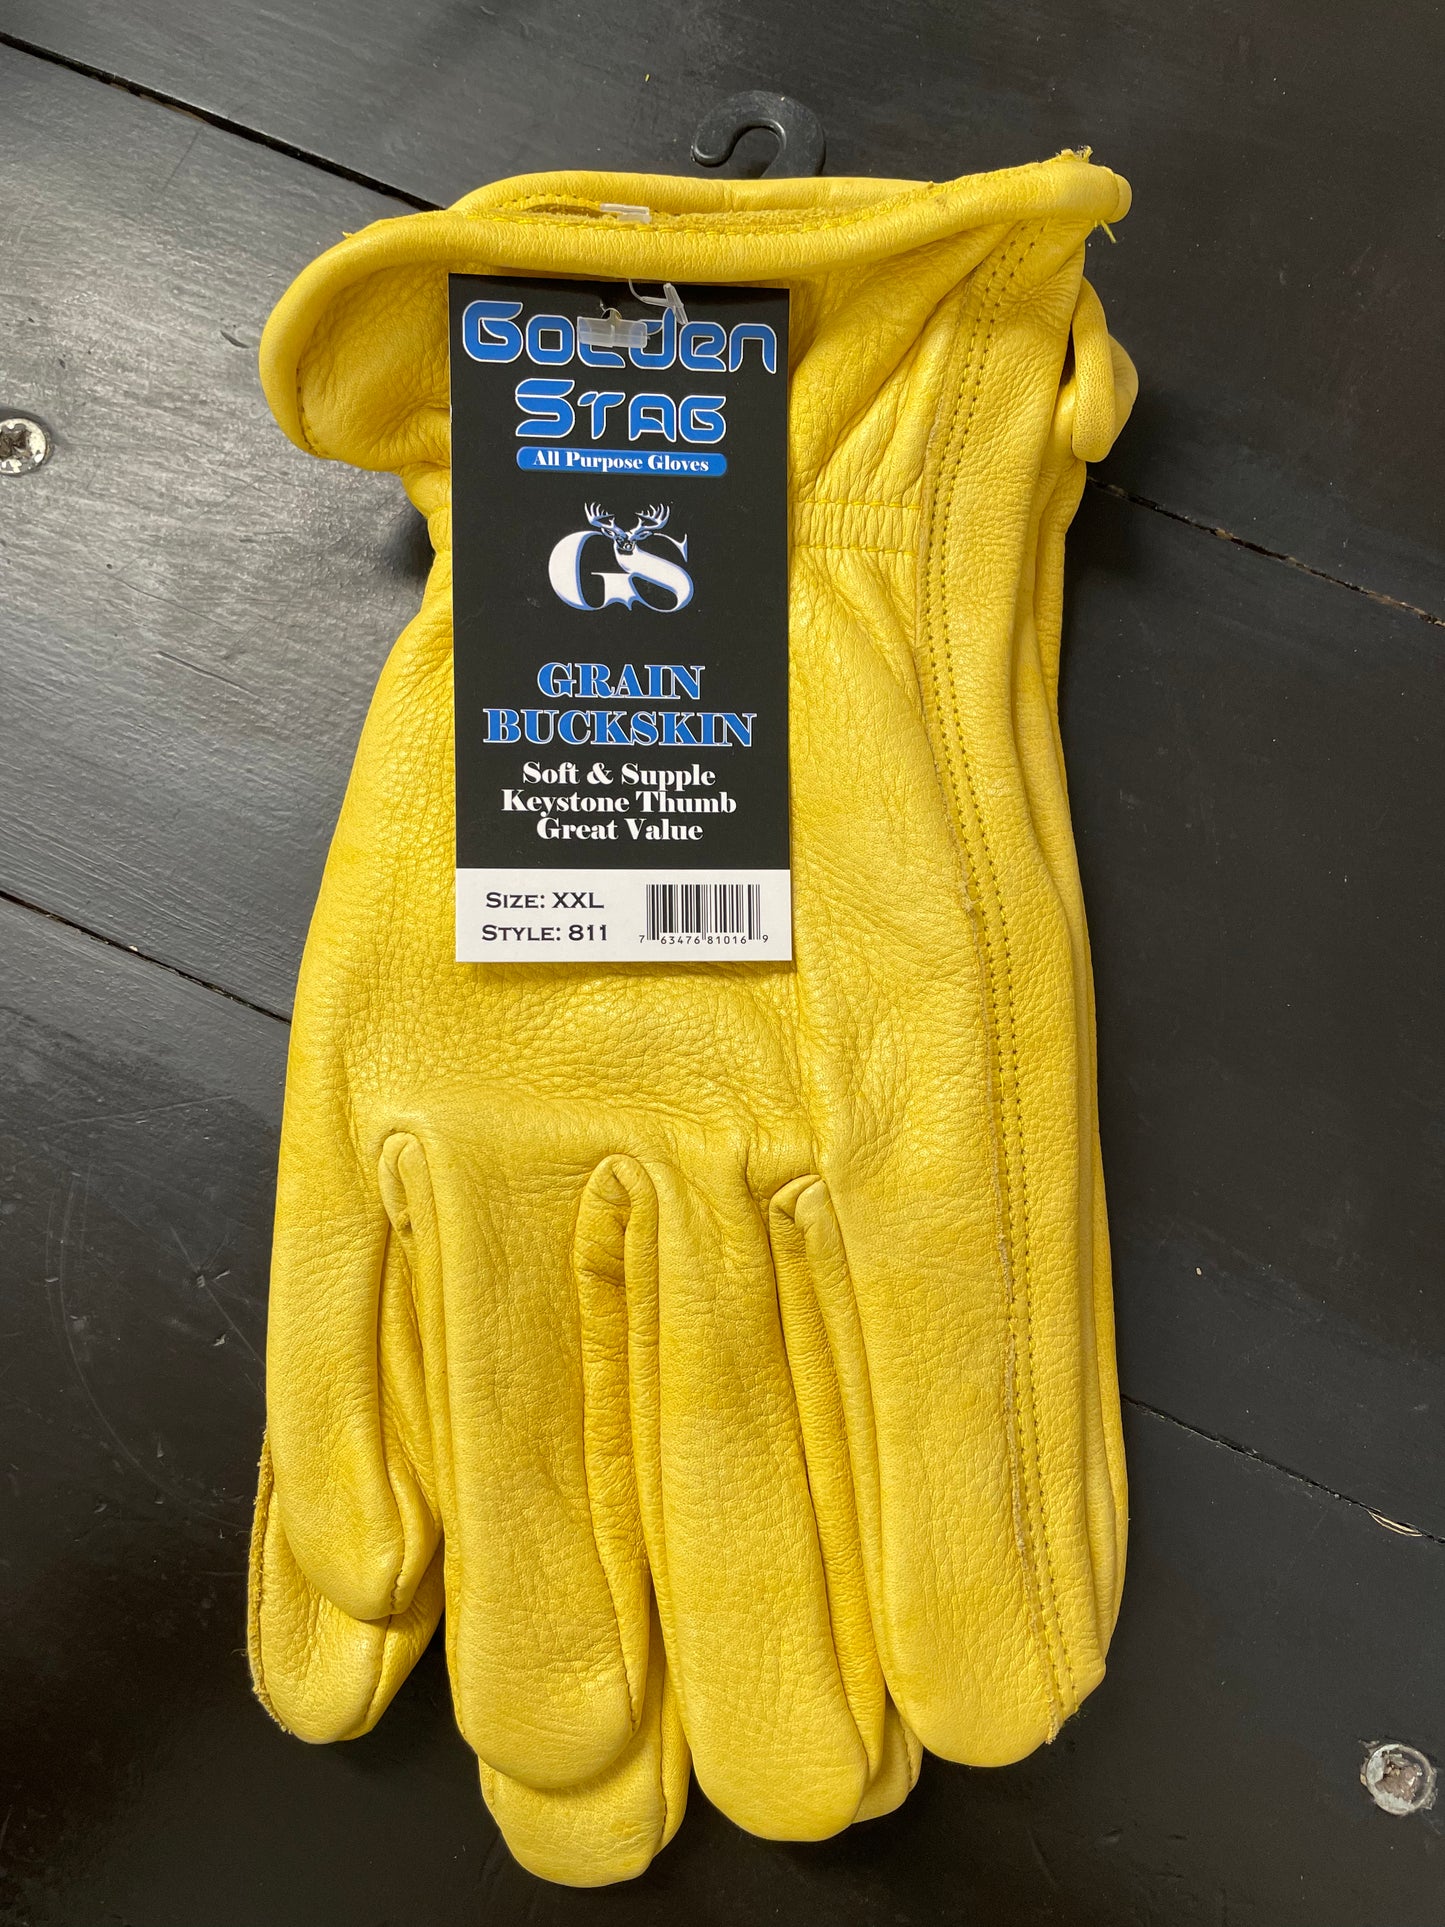 Golden
Stag
All Purpose Gloves
GS
GRAIN
BUCKSKIN
Soft & Supple
Keystone Thumb
Great Value
Size: XXL
Style: 811
7 63476 81016 9